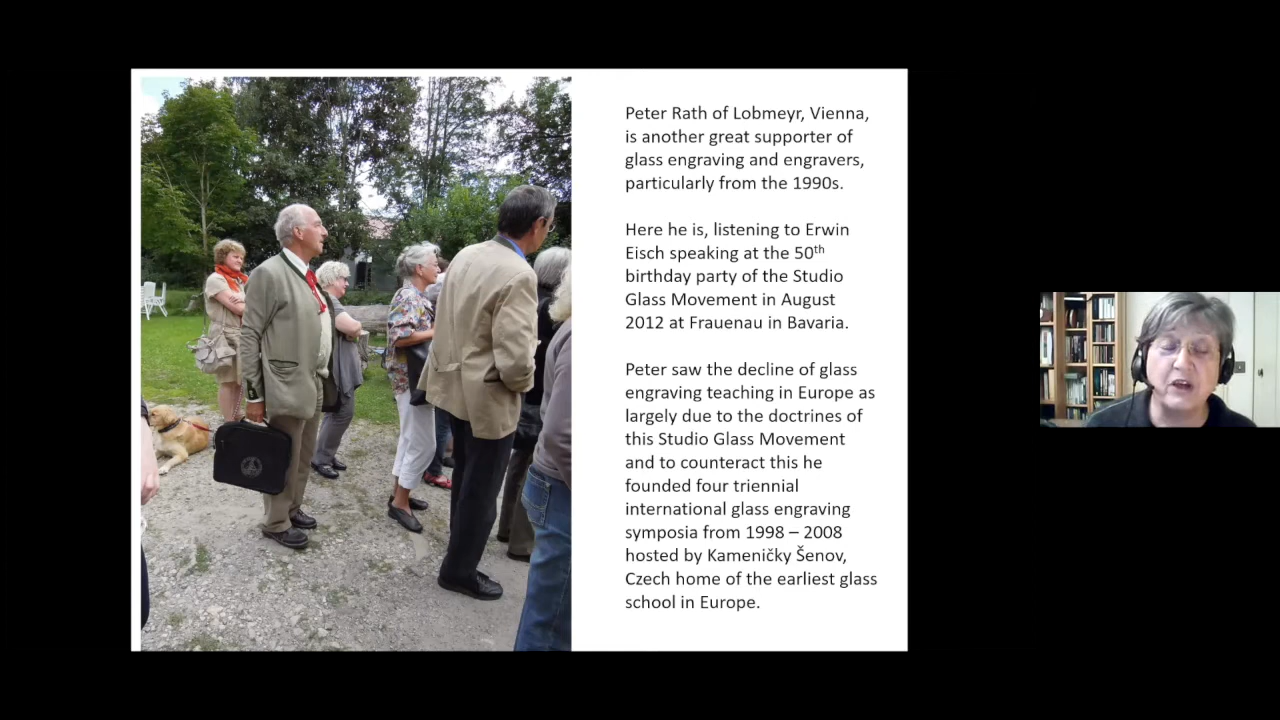 Peter Rath of Lobmeyr, Vienna,
is another great supporter of
glass engraving and engravers,
particularly from the 1990s.
Here he is, listening to Erwin
Eisch speaking at the 50th
birthday party of the Studio
Glass Movement in August
2012 at Frauenau in Bavaria.
Peter saw the decline of glass
engraving teaching in Europe as
largely due to the doctrines of
this Studio Glass Movement
and to counteract this he
founded four triennial
international glass engraving
symposia from 1998 – 2008
hosted by Kameničky Šenov,
Czech home of the earliest glass
school in Europe.